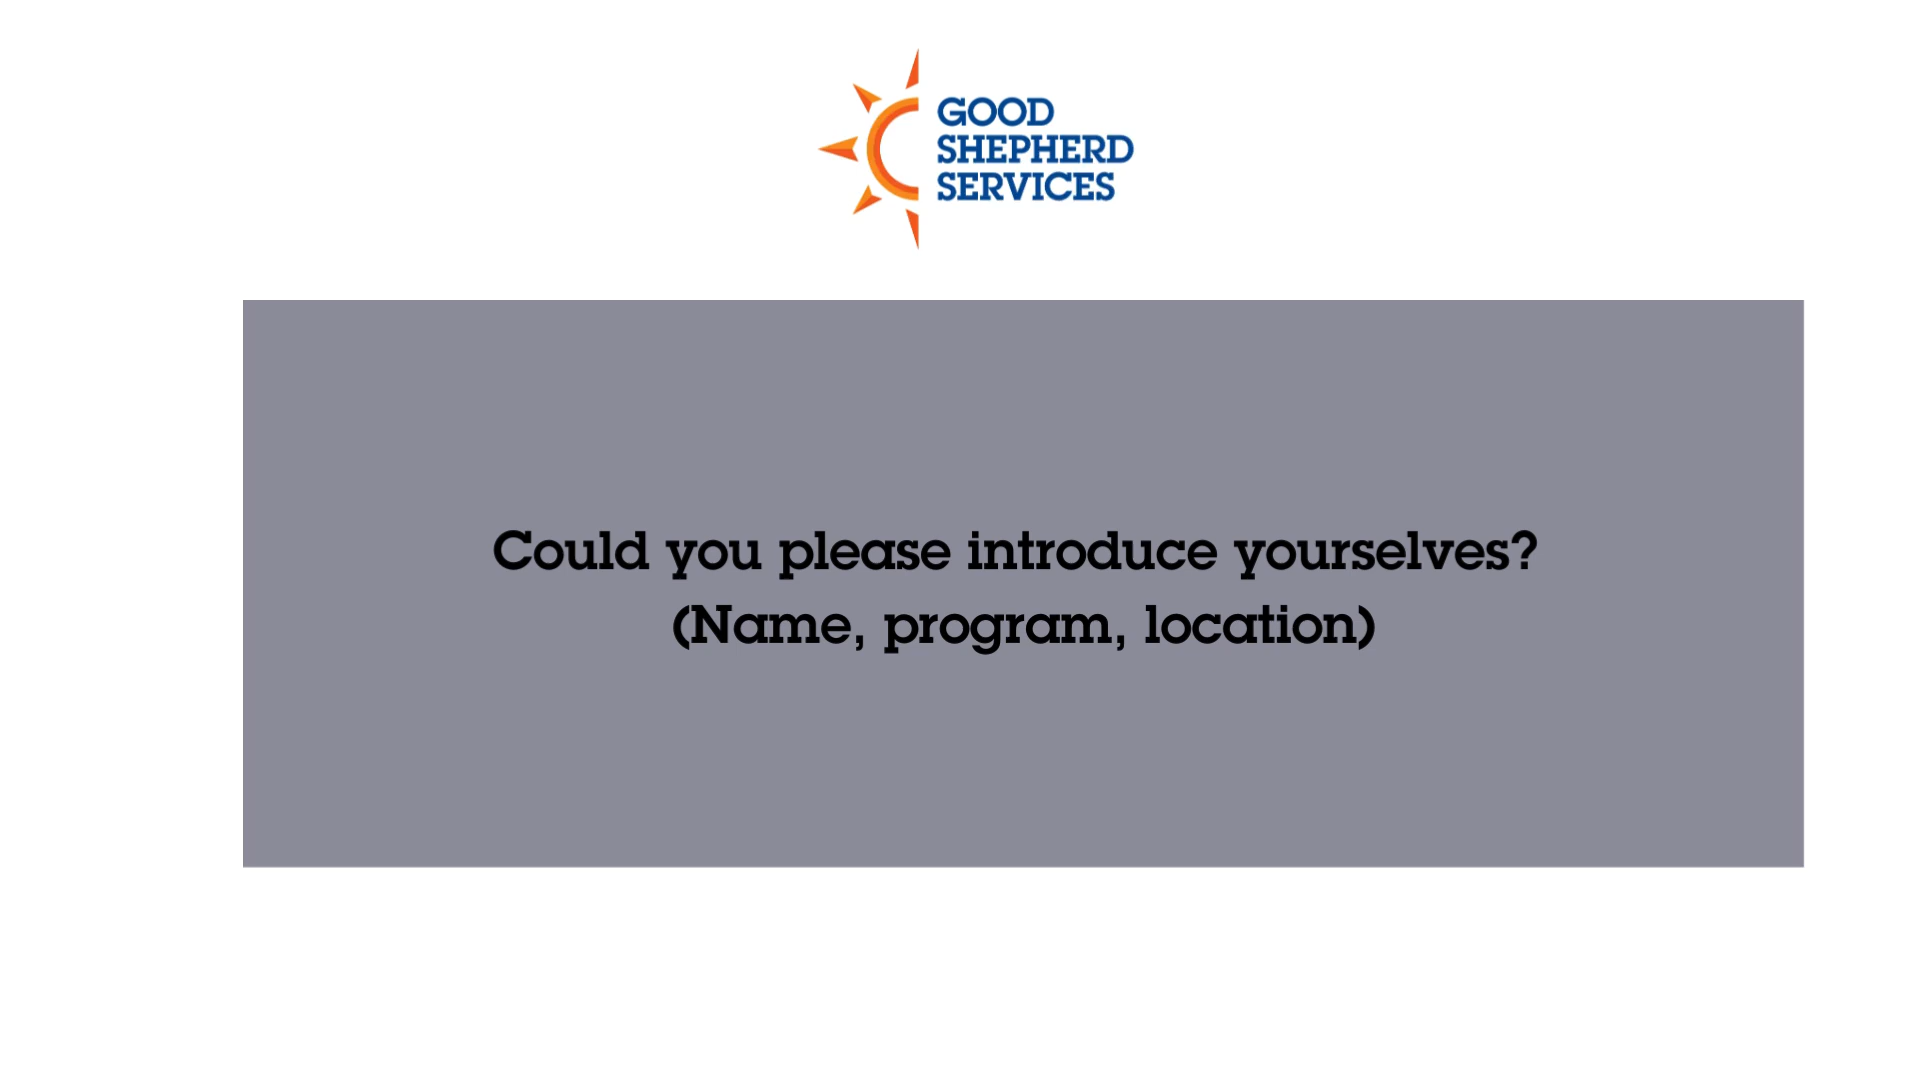 GOOD
SHEPHERD
SERVICES
Could you please introduce yourselves?
(Name, program, location)